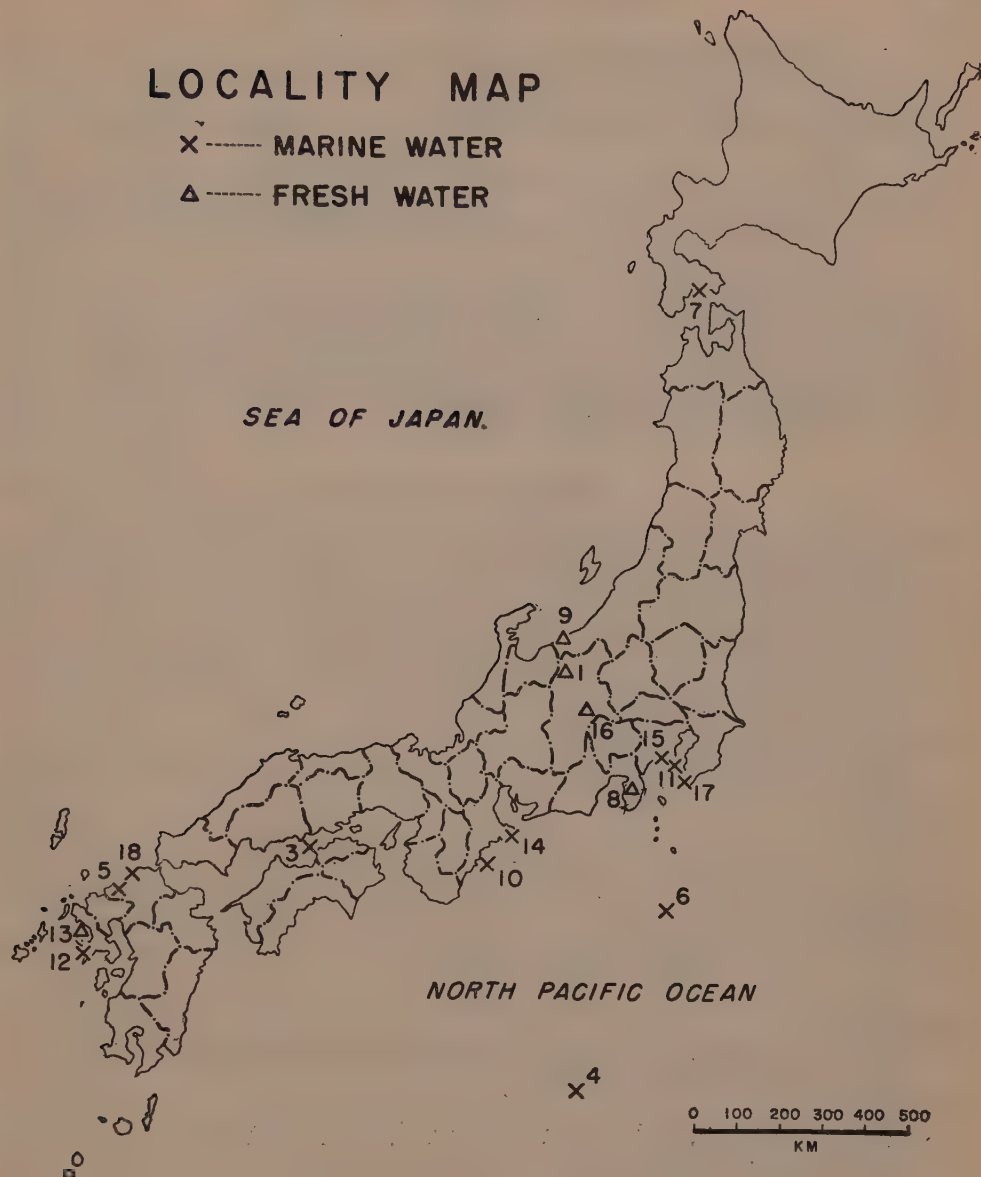 LOCALITY MAP
× ------ MARINE WATER
△ ------ FRESH WATER
7
SEA OF JAPAN.
9
1
16
15
11
17
8
14
3
10
18
5
6
13
12
NORTH PACIFIC OCEAN
4
0 100 200 300 400 500
KM